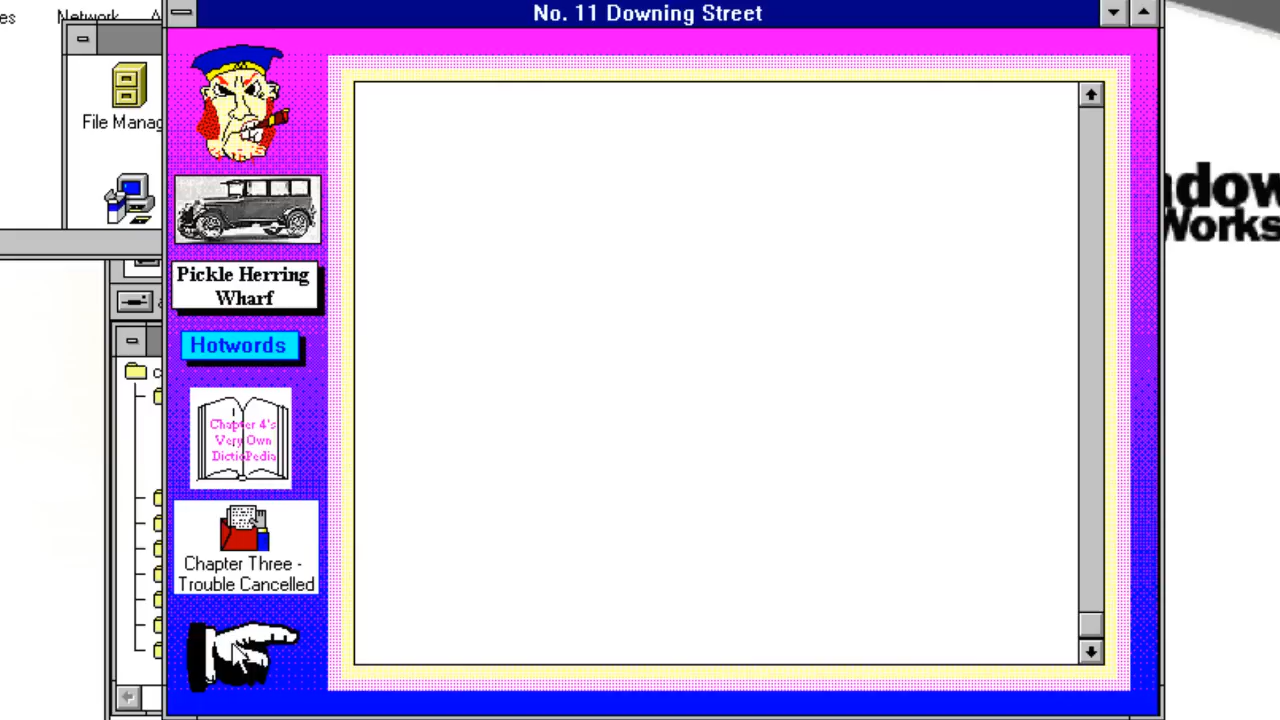 es
Network
A
No. 11 Downing Street
File Manag
Pickle Herring
Wharf
Hotwords
Chapter 4's
Very Own
DictioPedia
Chapter Three -
Trouble Cancelled
ndow
Works
c